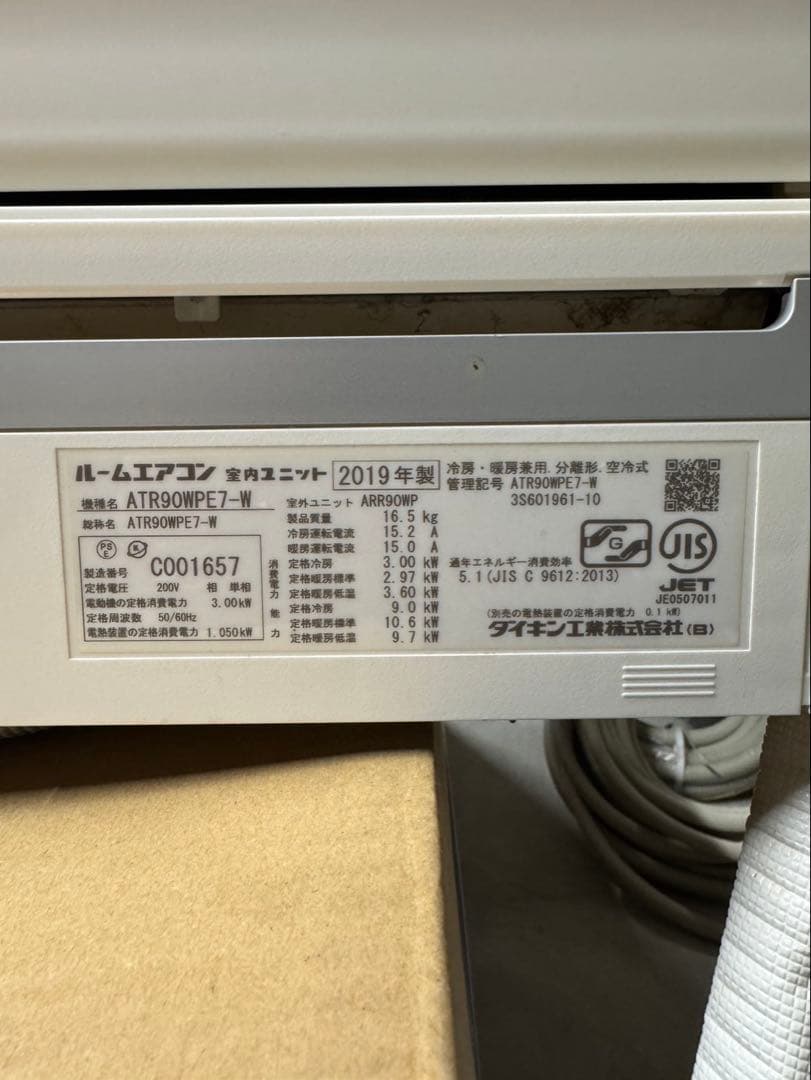 ルームエアコン 室内ユニット 2019年製 冷房・暖房兼用.分離形.空冷式
機種名 ATR90WPE7-W 室外ユニット ARR90WP 管理記号 ATR90WPE7-W
総称名 ATR90WPE7-W 製品質量 16.5 kg 3S601961-10
PS
E
製造番号 C001657
定格電圧 200V 相 単相
電動機の定格消費電力 3.00kW
定格周波数 50/60Hz
電熱装置の定格消費電力 1.050kW
冷房運転電流 15.2 A
暖房運転電流 15.0 A
消費電力
定格冷房 3.00 kW
定格暖房標準 2.97 kW
定格暖房低温 3.60 kW
能力
定格冷房 9.0 kW
定格暖房標準 10.6 kW
定格暖房低温 9.7 kW
G
JIS
通年エネルギー消費効率
5.1(JIS C 9612:2013)
JET
JE0507011
(別売の電熱装置の定格消費電力 0.1 kW)
ダイキン工業株式会社(B)